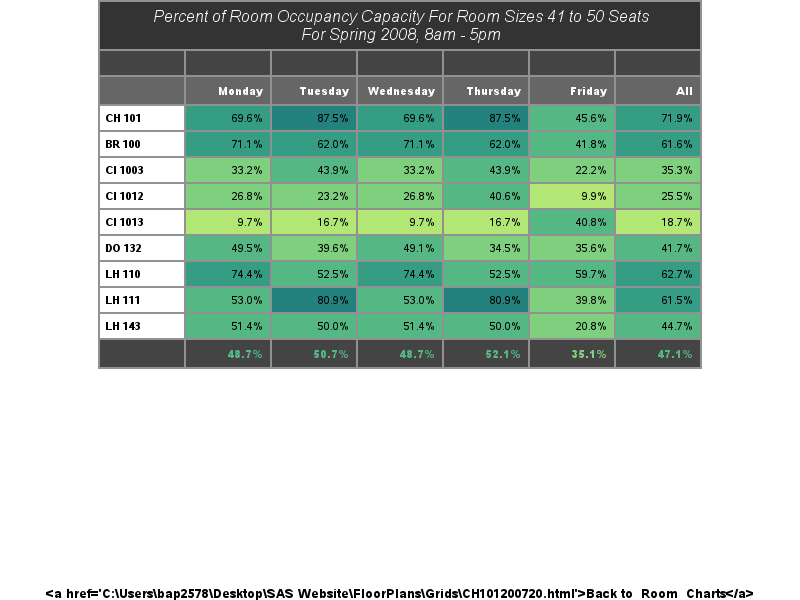 Percent of Room Occupancy Capacity For Room Sizes 41 to 50 Seats
For Spring 2008, 8am - 5pm
Monday Tuesday Wednesday Thursday Friday All
CH 101 69.6% 87.5% 69.6% 87.5% 45.6% 71.9%
BR 100 71.1% 62.0% 71.1% 62.0% 41.8% 61.6%
CI 1003 33.2% 43.9% 33.2% 43.9% 22.2% 35.3%
CI 1012 26.8% 23.2% 26.8% 40.6% 9.9% 25.5%
CI 1013 9.7% 16.7% 9.7% 16.7% 40.8% 18.7%
DO 132 49.5% 39.6% 49.1% 34.5% 35.6% 41.7%
LH 110 74.4% 52.5% 74.4% 52.5% 59.7% 62.7%
LH 111 53.0% 80.9% 53.0% 80.9% 39.8% 61.5%
LH 143 51.4% 50.0% 51.4% 50.0% 20.8% 44.7%
48.7% 50.7% 48.7% 52.1% 35.1% 47.1%
<a href='C:\Users\bap2578\Desktop\SAS Website\FloorPlans\Grids\CH101200720.html'>Back to Room Charts</a>